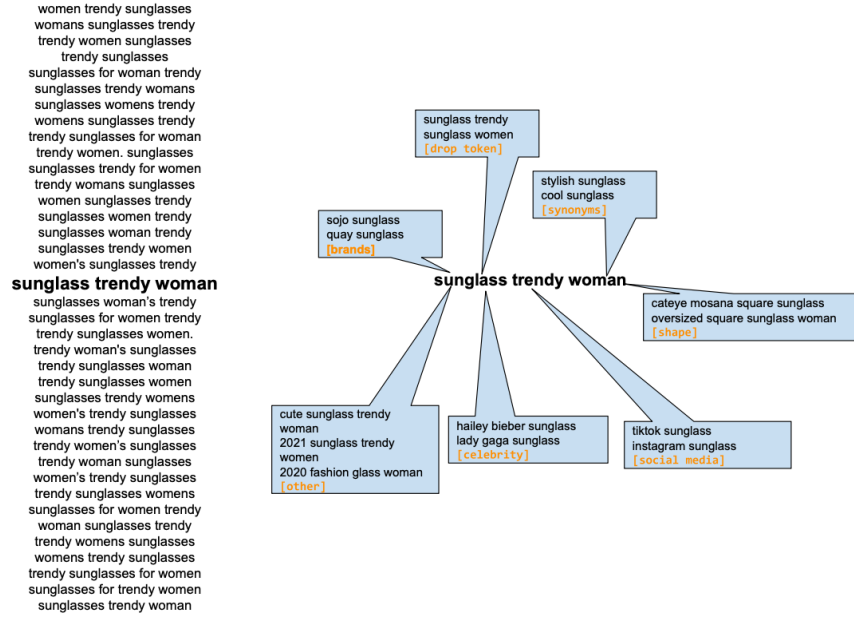 women trendy sunglasses
womans sunglasses trendy
trendy women sunglasses
trendy sunglasses
sunglasses for woman trendy
sunglasses trendy womans
sunglasses womens trendy
womens sunglasses trendy
trendy sunglasses for woman
trendy women. sunglasses
sunglasses trendy for women
trendy womans sunglasses
women sunglasses trendy
sunglasses women trendy
sunglasses woman trendy
sunglasses trendy women
women's sunglasses trendy
sunglass trendy woman
sunglasses woman's trendy
sunglasses for women trendy
trendy sunglasses women.
trendy woman's sunglasses
trendy sunglasses woman
trendy sunglasses women
sunglasses trendy womens
women's trendy sunglasses
womans trendy sunglasses
trendy women's sunglasses
trendy woman sunglasses
women's trendy sunglasses
trendy sunglasses womens
sunglasses for women trendy
woman sunglasses trendy
trendy womens sunglasses
womens trendy sunglasses
trendy sunglasses for women
sunglasses for trendy women
sunglasses trendy woman
sunglass trendy
sunglass women
[drop token]
stylish sunglass
cool sunglass
[synonyms]
sojo sunglass
quay sunglass
[brands]
sunglass trendy woman
cateye mosana square sunglass
oversized square sunglass woman
[shape]
cute sunglass trendy
woman
2021 sunglass trendy
women
2020 fashion glass woman
[other]
hailey bieber sunglass
lady gaga sunglass
[celebrity]
tiktok sunglass
instagram sunglass
[social media]